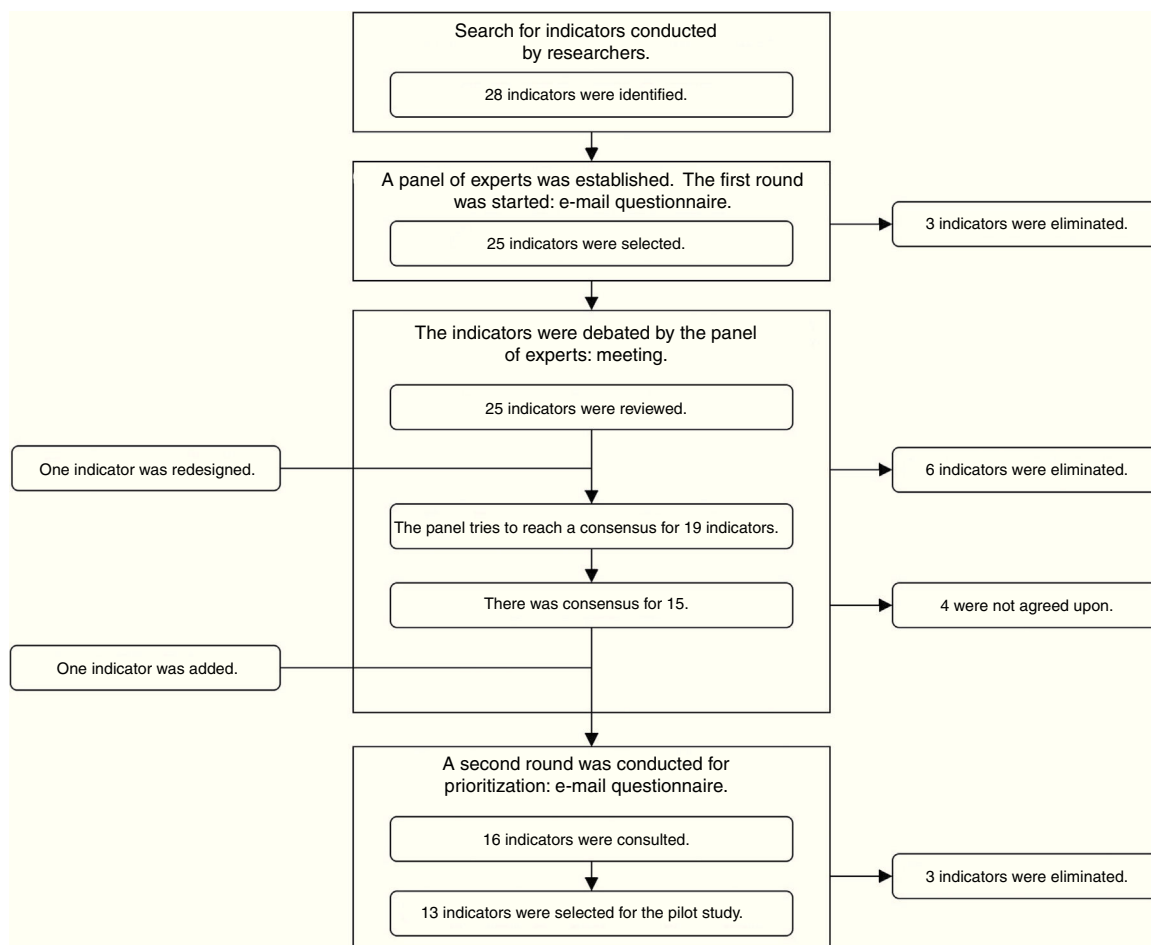 Search for indicators conducted
by researchers.
28 indicators were identified.
A panel of experts was established. The first round
was started: e-mail questionnaire.
25 indicators were selected.
3 indicators were eliminated.
The indicators were debated by the panel
of experts: meeting.
25 indicators were reviewed.
One indicator was redesigned.
6 indicators were eliminated.
The panel tries to reach a consensus for 19 indicators.
There was consensus for 15.
4 were not agreed upon.
One indicator was added.
A second round was conducted for
prioritization: e-mail questionnaire.
16 indicators were consulted.
3 indicators were eliminated.
13 indicators were selected for the pilot study.